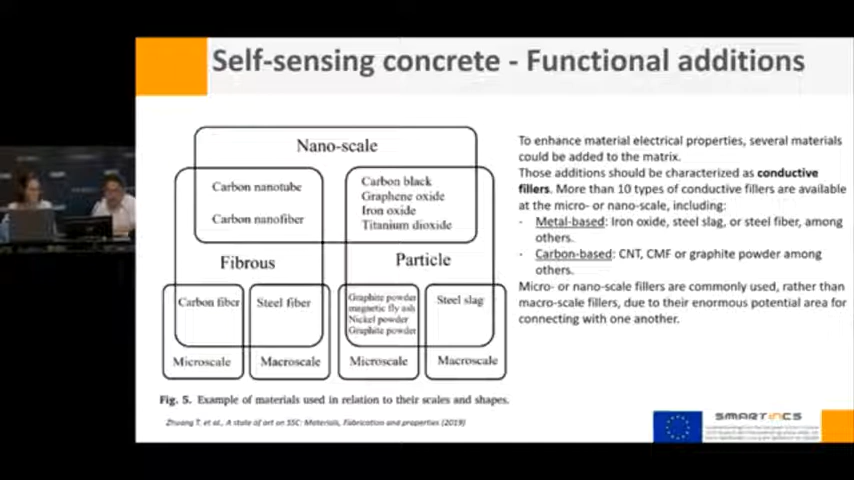 Self-sensing concrete - Functional additions
Nano-scale
Carbon nanotube
Carbon nanofiber
Carbon black
Graphene oxide
Iron oxide
Titanium dioxide
Fibrous
Particle
Carbon fiber
Steel fiber
Graphite powder
magnetic fly ash
Nickel powder
Graphite powder
Steel slag
Microscale
Macroscale
Microscale
Macroscale
Fig. 5. Example of materials used in relation to their scales and shapes.
Zhuang T. et al., A state of art on SSC: Materials, Fabrication and properties (2019)
To enhance material electrical properties, several materials
could be added to the matrix.
Those additions should be characterized as conductive
fillers. More than 10 types of conductive fillers are available
at the micro- or nano-scale, including:
- Metal-based: Iron oxide, steel slag, or steel fiber, among
others.
- Carbon-based: CNT, CMF or graphite powder among
others.
Micro- or nano-scale fillers are commonly used, rather than
macro-scale fillers, due to their enormous potential area for
connecting with one another.
SMARTINCS